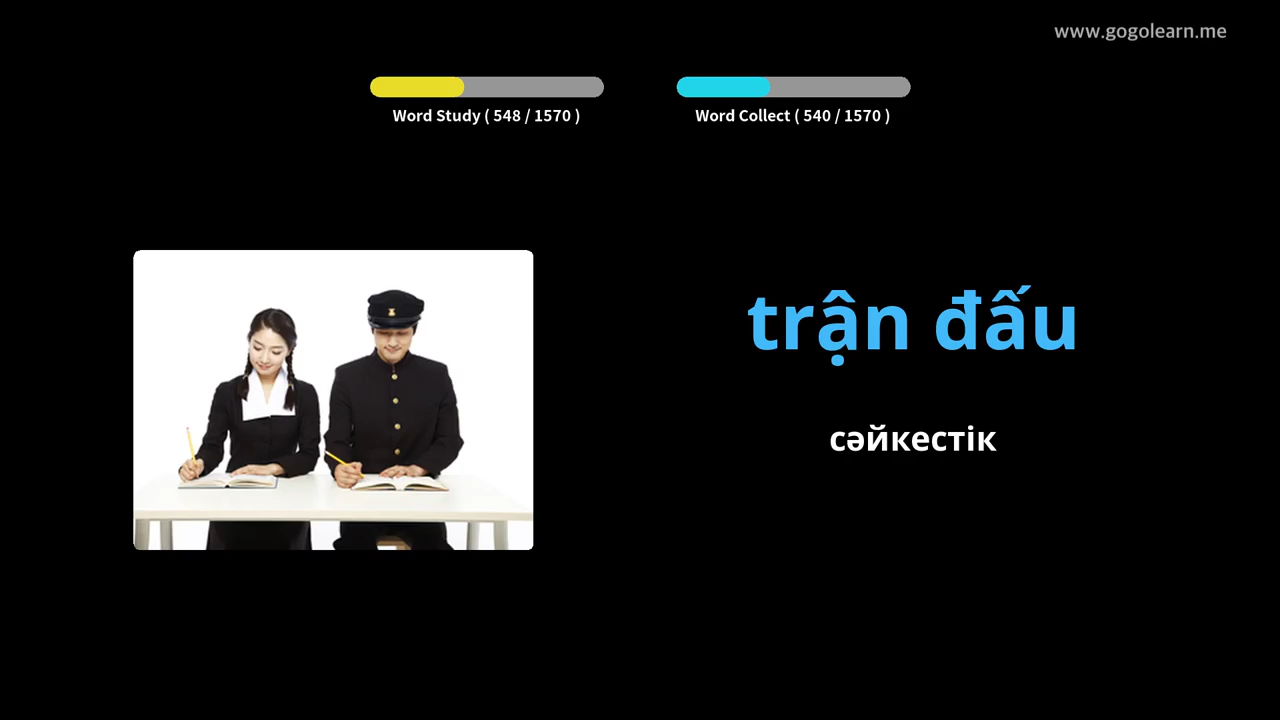 www.gogolearn.me
Word Study ( 548 / 1570 )
Word Collect ( 540 / 1570 )
trận đấu
сәйкестік